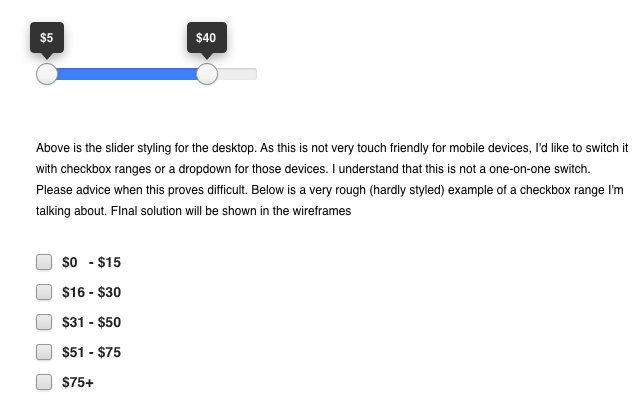 $5 $40
Above is the slider styling for the desktop. As this is not very touch friendly for mobile devices, I'd like to switch it
with checkbox ranges or a dropdown for those devices. I understand that this is not a one-on-one switch.
Please advice when this proves difficult. Below is a very rough (hardly styled) example of a checkbox range I'm
talking about. FInal solution will be shown in the wireframes
$0 - $15
$16 - $30
$31 - $50
$51 - $75
$75+